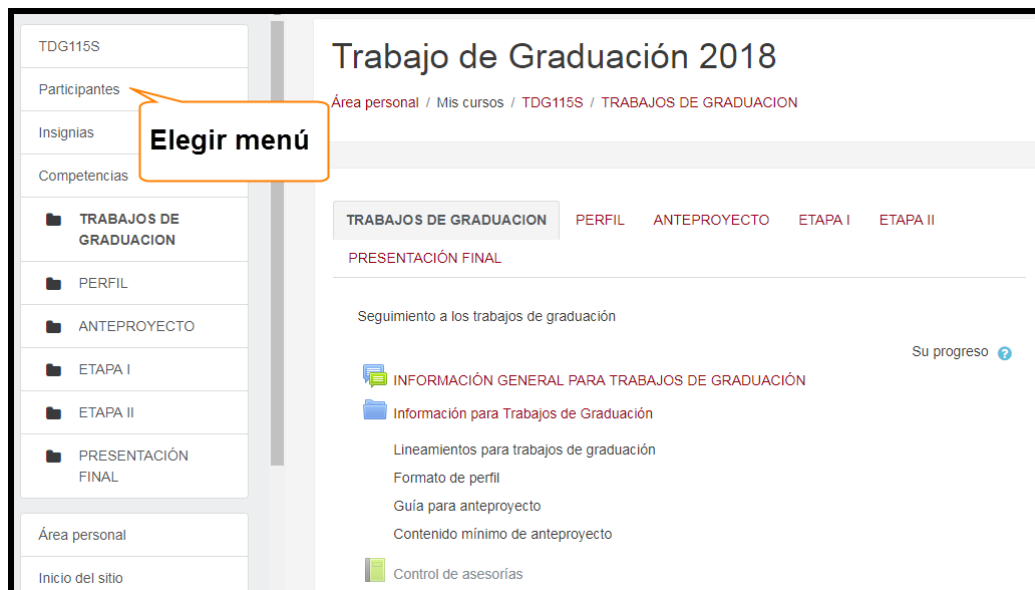 TDG115S
Participantes
Insignias
Competencias
TRABAJOS DE
GRADUACION
PERFIL
ANTEPROYECTO
ETAPA I
ETAPA II
PRESENTACIÓN
FINAL
Área personal
Inicio del sitio
Elegir menú
Trabajo de Graduación 2018
Área personal / Mis cursos / TDG115S / TRABAJOS DE GRADUACION
TRABAJOS DE GRADUACION PERFIL ANTEPROYECTO ETAPA I ETAPA II
PRESENTACIÓN FINAL
Seguimiento a los trabajos de graduación
Su progreso
INFORMACIÓN GENERAL PARA TRABAJOS DE GRADUACIÓN
Información para Trabajos de Graduación
Lineamientos para trabajos de graduación
Formato de perfil
Guía para anteproyecto
Contenido mínimo de anteproyecto
Control de asesorías